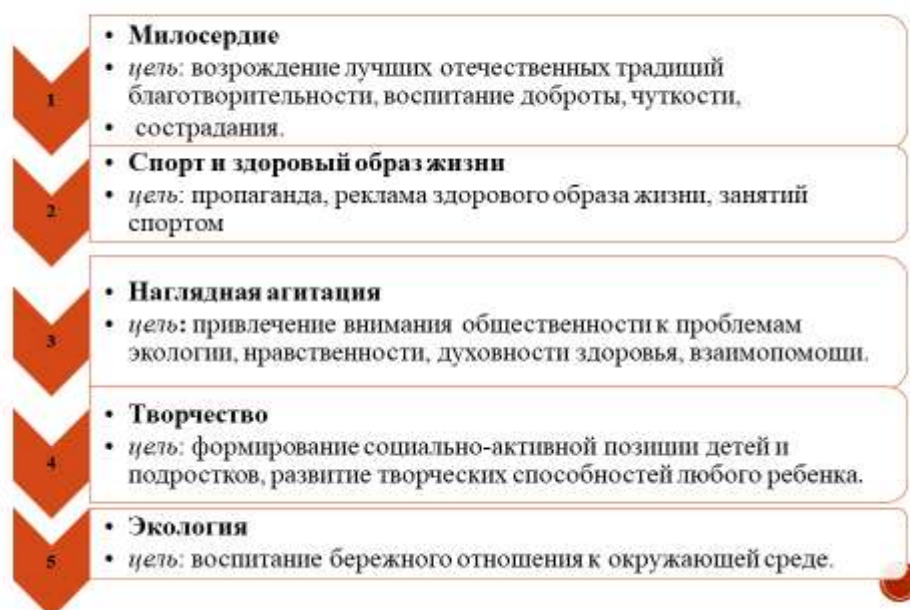 1
• Милосердие
• цель: возрождение лучших отечественных традиций
благотворительности, воспитание доброты, чуткости,
• сострадания.
2
• Спорт и здоровый образ жизни
• цель: пропаганда, реклама здорового образа жизни, занятий
спортом
3
• Наглядная агитация
• цель: привлечение внимания общественности к проблемам
экологии, нравственности, духовности здоровья, взаимопомощи.
4
• Творчество
• цель: формирование социально-активной позиции детей и
подростков, развитие творческих способностей любого ребенка.
5
• Экология
• цель: воспитание бережного отношения к окружающей среде.